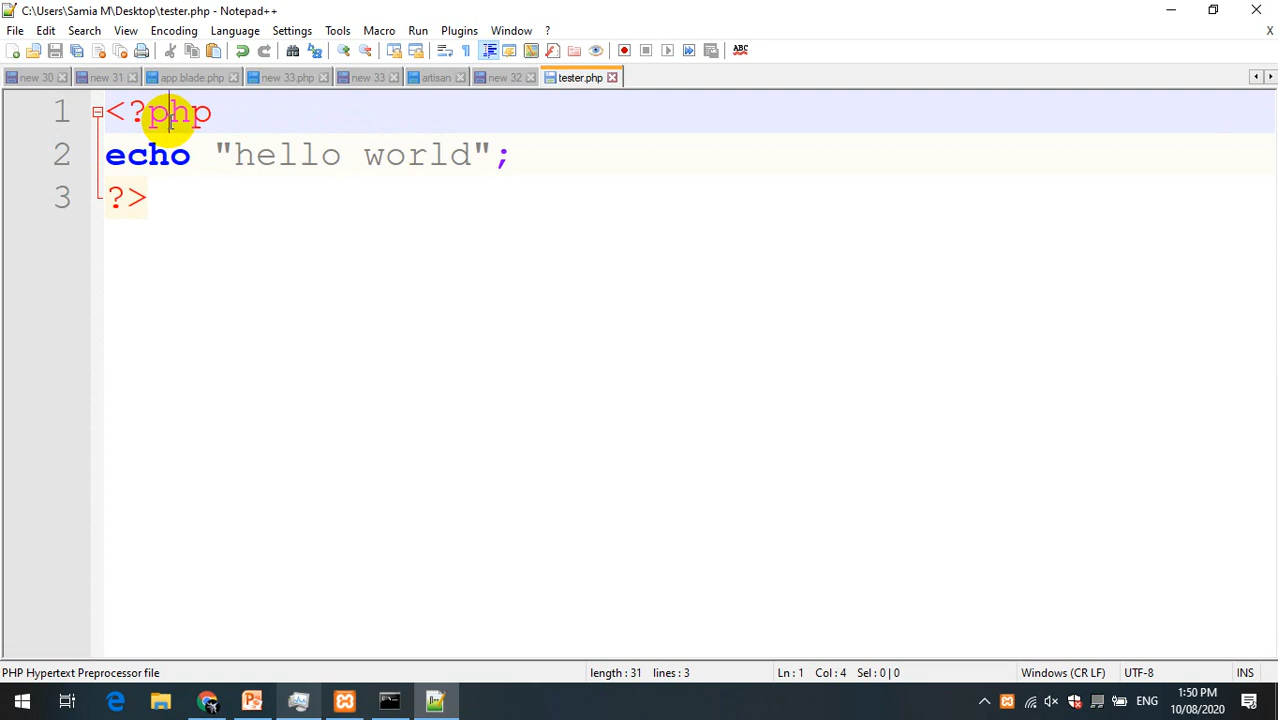 C:\Users\Samia M\Desktop\tester.php - Notepad++
File Edit Search View Encoding Language Settings Tools Macro Run Plugins Window ? X
ABC
new 30 new 31 app.blade.php new 33.php new 33 artisan new 32 tester.php
1 <?php
2 echo "hello world";
3 ?>
PHP Hypertext Preprocessor file length : 31 lines : 3 Ln : 1 Col : 4 Sel : 0 | 0 Windows (CR LF) UTF-8 INS
ENG
1:50 PM
10/08/2020